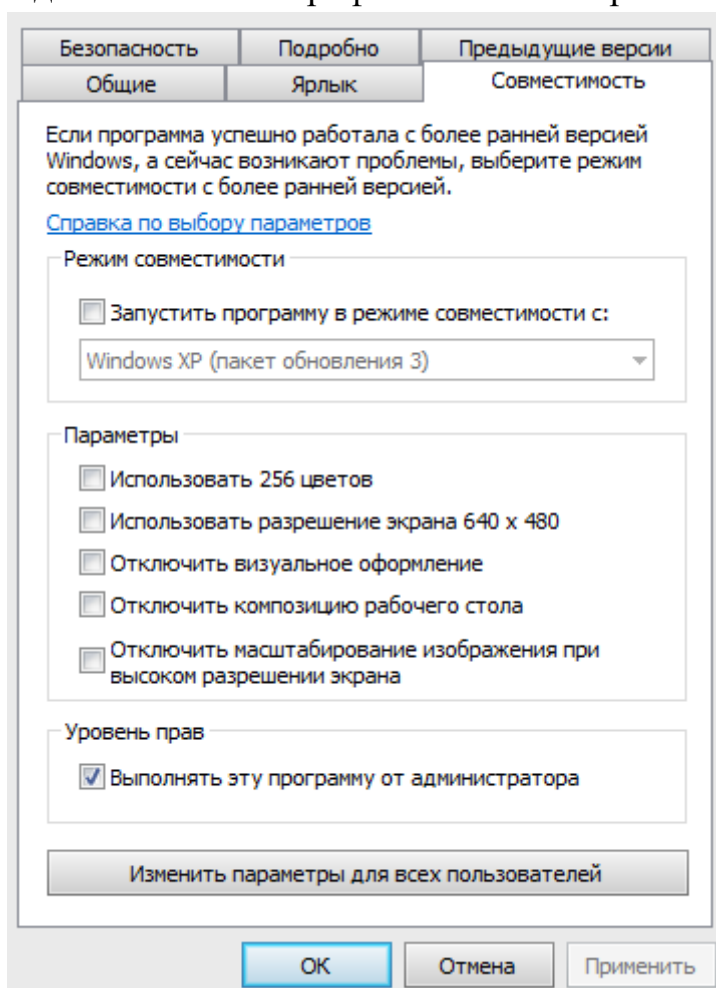 Безопасность Подробно Предыдущие версии
Общие Ярлык Совместимость
Если программа успешно работала с более ранней версией
Windows, а сейчас возникают проблемы, выберите режим
совместимости с более ранней версией.
Справка по выбору параметров
Режим совместимости
Запустить программу в режиме совместимости с:
Windows XP (пакет обновления 3)
Параметры
Использовать 256 цветов
Использовать разрешение экрана 640 x 480
Отключить визуальное оформление
Отключить композицию рабочего стола
Отключить масштабирование изображения при
высоком разрешении экрана
Уровень прав
Выполнять эту программу от администратора
Изменить параметры для всех пользователей
ОК Отмена Применить